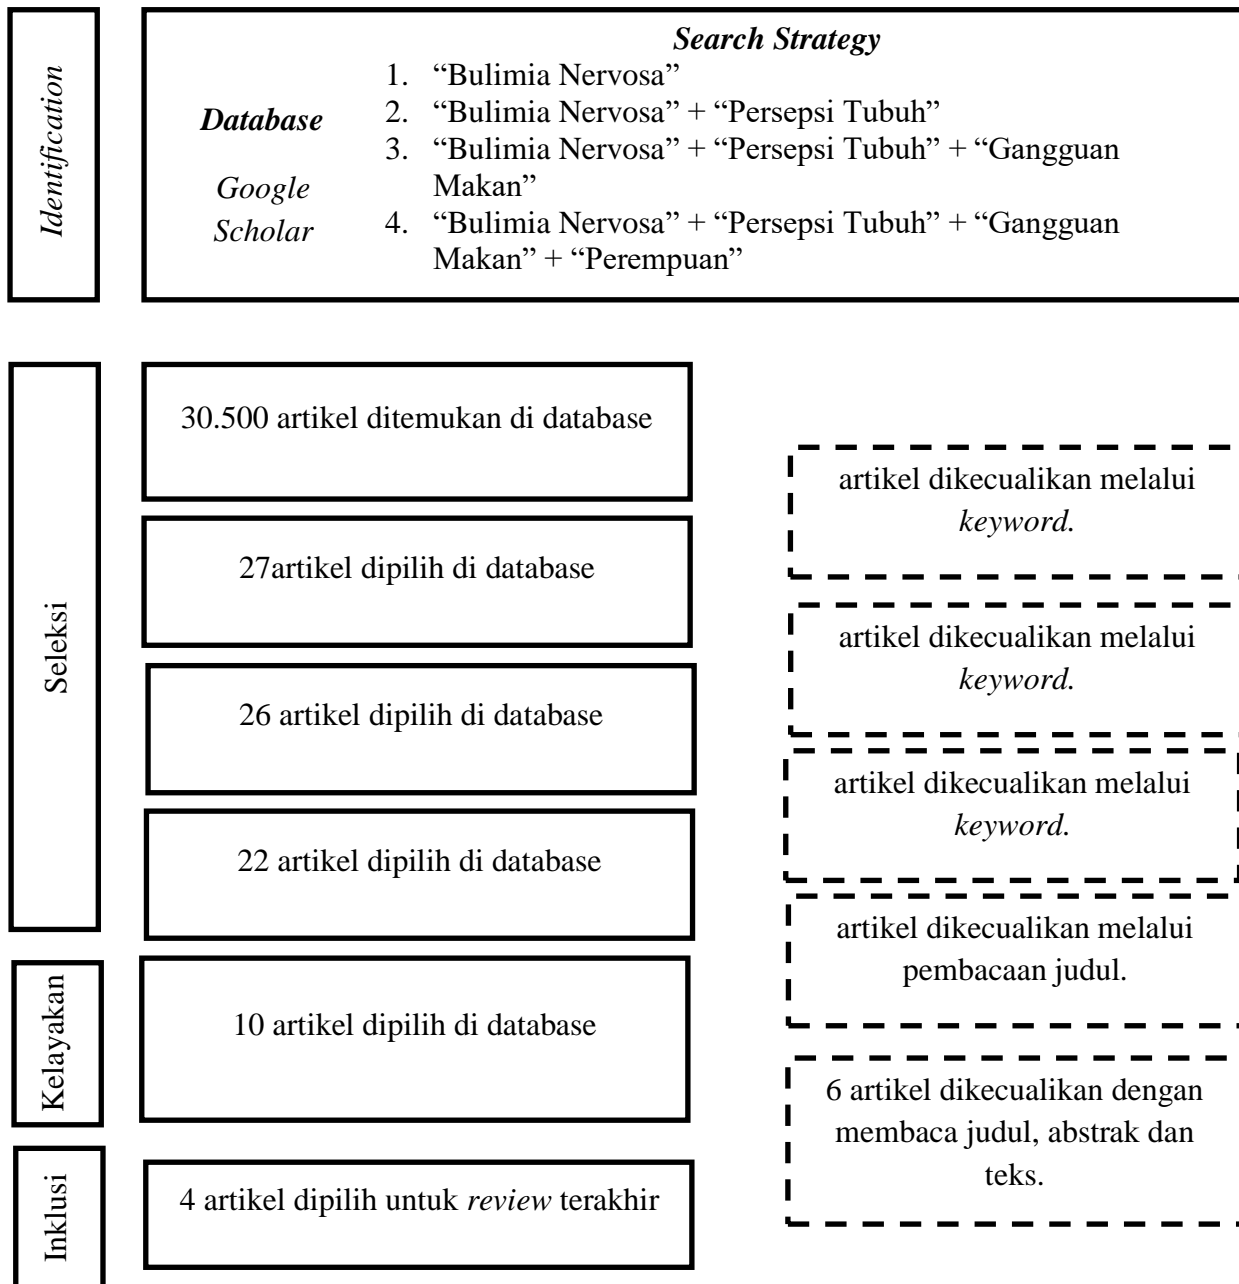 Identification
Search Strategy
Database
Google
Scholar
1. “Bulimia Nervosa”
2. “Bulimia Nervosa” + “Persepsi Tubuh”
3. “Bulimia Nervosa” + “Persepsi Tubuh” + “Gangguan
Makan”
4. “Bulimia Nervosa” + “Persepsi Tubuh” + “Gangguan
Makan” + “Perempuan”
Seleksi
30.500 artikel ditemukan di database
artikel dikecualikan melalui
keyword.
27artikel dipilih di database
artikel dikecualikan melalui
keyword.
26 artikel dipilih di database
artikel dikecualikan melalui
keyword.
22 artikel dipilih di database
artikel dikecualikan melalui
pembacaan judul.
Kelayakan
10 artikel dipilih di database
6 artikel dikecualikan dengan
membaca judul, abstrak dan
teks.
Inklusi
4 artikel dipilih untuk review terakhir